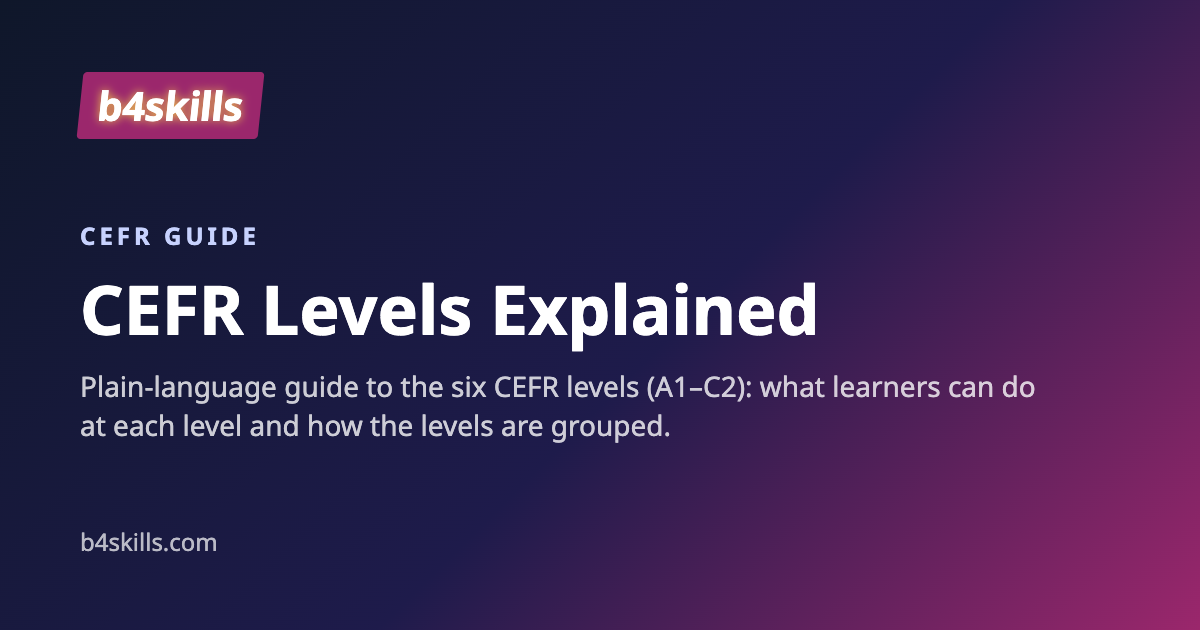 b4skills
CEFR GUIDE
CEFR Levels Explained
Plain-language guide to the six CEFR levels (A1–C2): what learners can do
at each level and how the levels are grouped.
b4skills.com